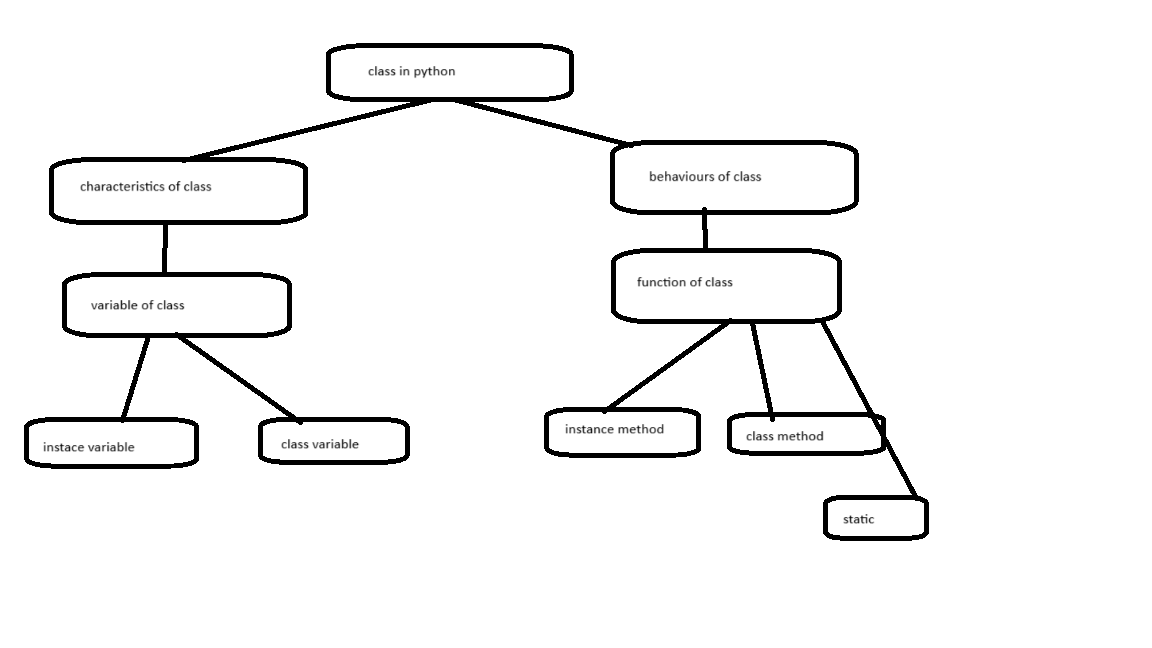 class in python
characteristics of class
behaviours of class
variable of class
function of class
instace variable
class variable
instance method
class method
static